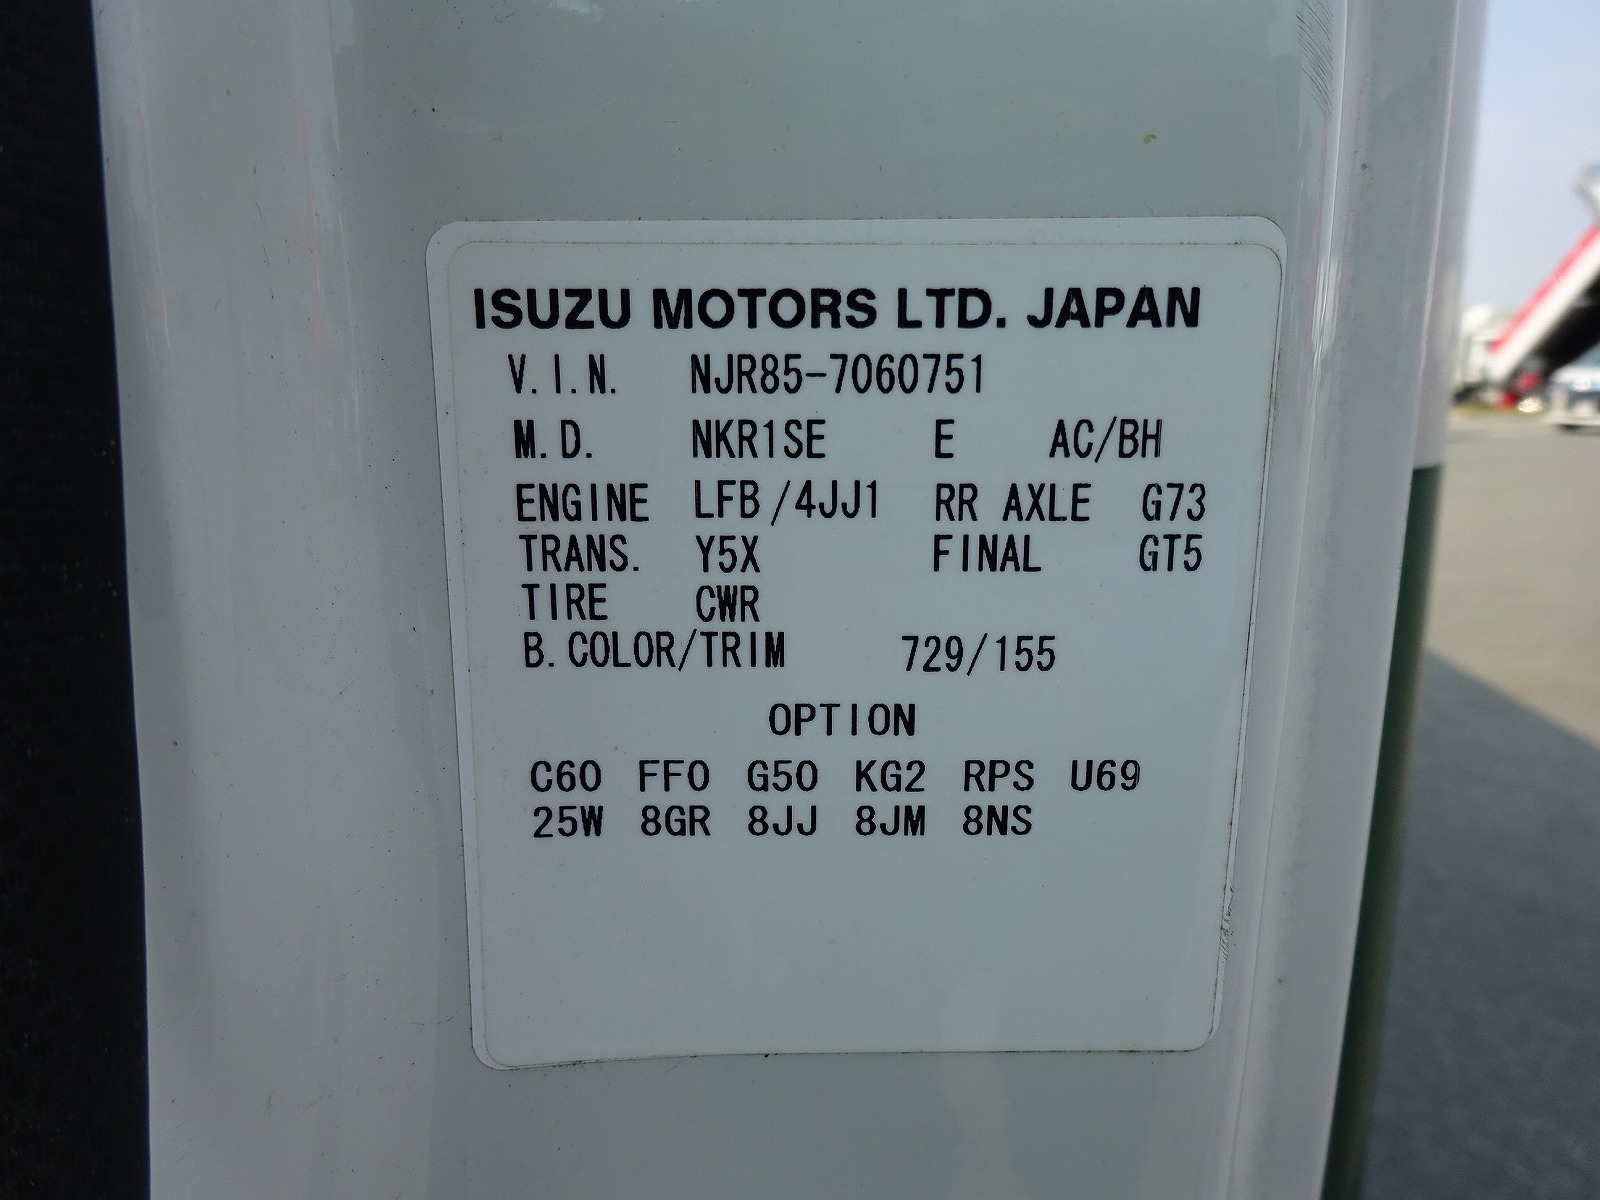 ISUZU MOTORS LTD. JAPAN
V.I.N. NJR85-7060751
M.D. NKR1SE E AC/BH
ENGINE LFB/4JJ1 RR AXLE G73
TRANS. Y5X FINAL GT5
TIRE CWR
B.COLOR/TRIM 729/155
OPTION
C60 FF0 G50 KG2 RPS U69
25W 8GR 8JJ 8JM 8NS